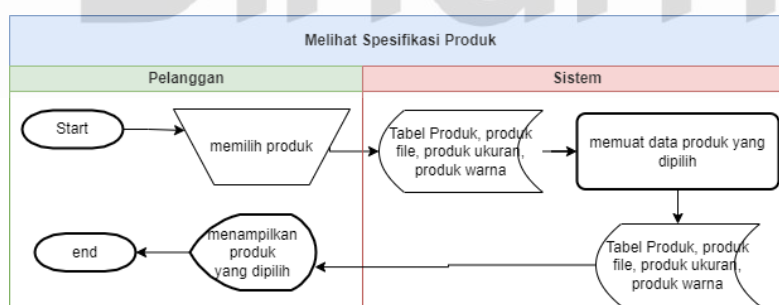 Melihat Spesifikasi Produk
Pelanggan
Sistem
Start
memilih produk
Tabel Produk, produk
file, produk ukuran,
produk warna
memuat data produk yang
dipilih
end
menampilkan
produk
yang dipilih
Tabel Produk, produk
file, produk ukuran,
produk warna